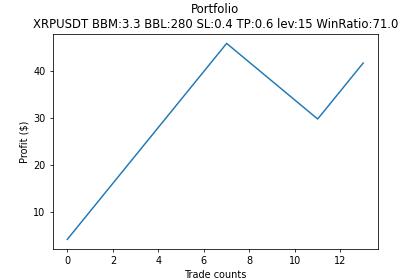 Portfolio
XRPUSDT BBM:3.3 BBL:280 SL:0.4 TP:0.6 lev:15 WinRatio:71.0
40
30
20
10
Profit ($)
0 2 4 6 8 10 12
Trade counts